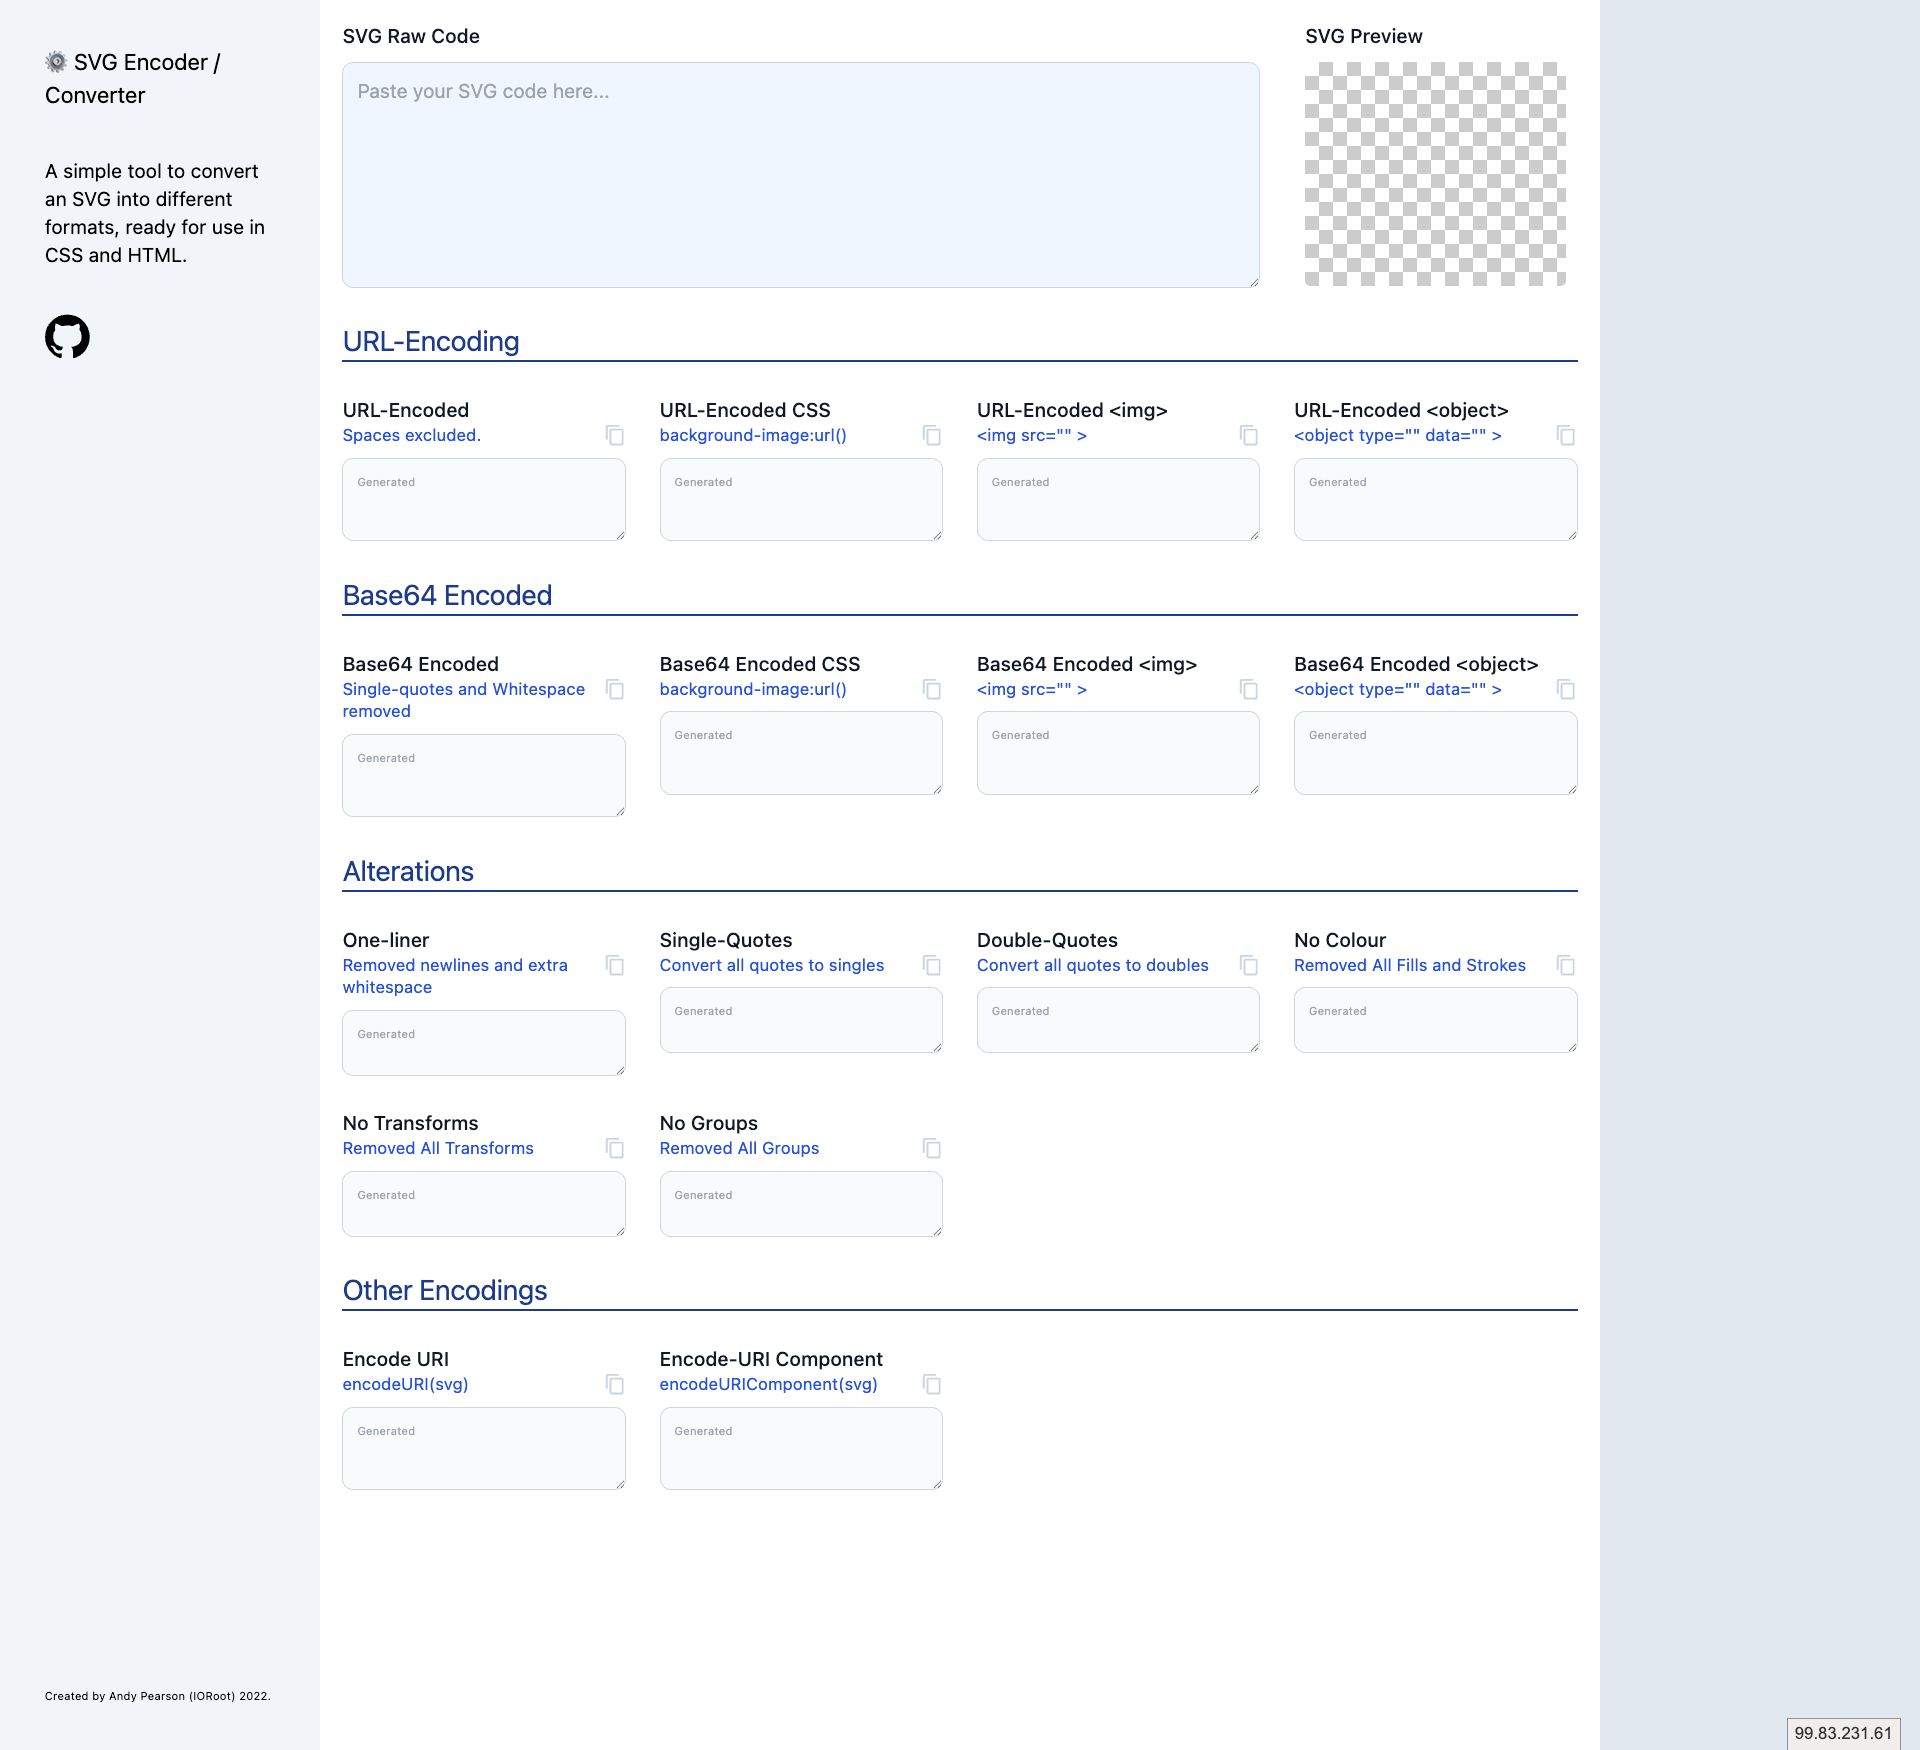 SVG Encoder /
Converter
A simple tool to convert
an SVG into different
formats, ready for use in
CSS and HTML.
Created by Andy Pearson (IORoot) 2022.
SVG Raw Code
Paste your SVG code here...
SVG Preview
URL-Encoding
URL-Encoded
Spaces excluded.
Generated
URL-Encoded CSS
background-image:url()
Generated
URL-Encoded <img>
<img src="" >
Generated
URL-Encoded <object>
<object type="" data="" >
Generated
Base64 Encoded
Base64 Encoded
Single-quotes and Whitespace
removed
Generated
Base64 Encoded CSS
background-image:url()
Generated
Base64 Encoded <img>
<img src="" >
Generated
Base64 Encoded <object>
<object type="" data="" >
Generated
Alterations
One-liner
Removed newlines and extra
whitespace
Generated
Single-Quotes
Convert all quotes to singles
Generated
Double-Quotes
Convert all quotes to doubles
Generated
No Colour
Removed All Fills and Strokes
Generated
No Transforms
Removed All Transforms
Generated
No Groups
Removed All Groups
Generated
Other Encodings
Encode URI
encodeURI(svg)
Generated
Encode-URI Component
encodeURIComponent(svg)
Generated
99.83.231.61